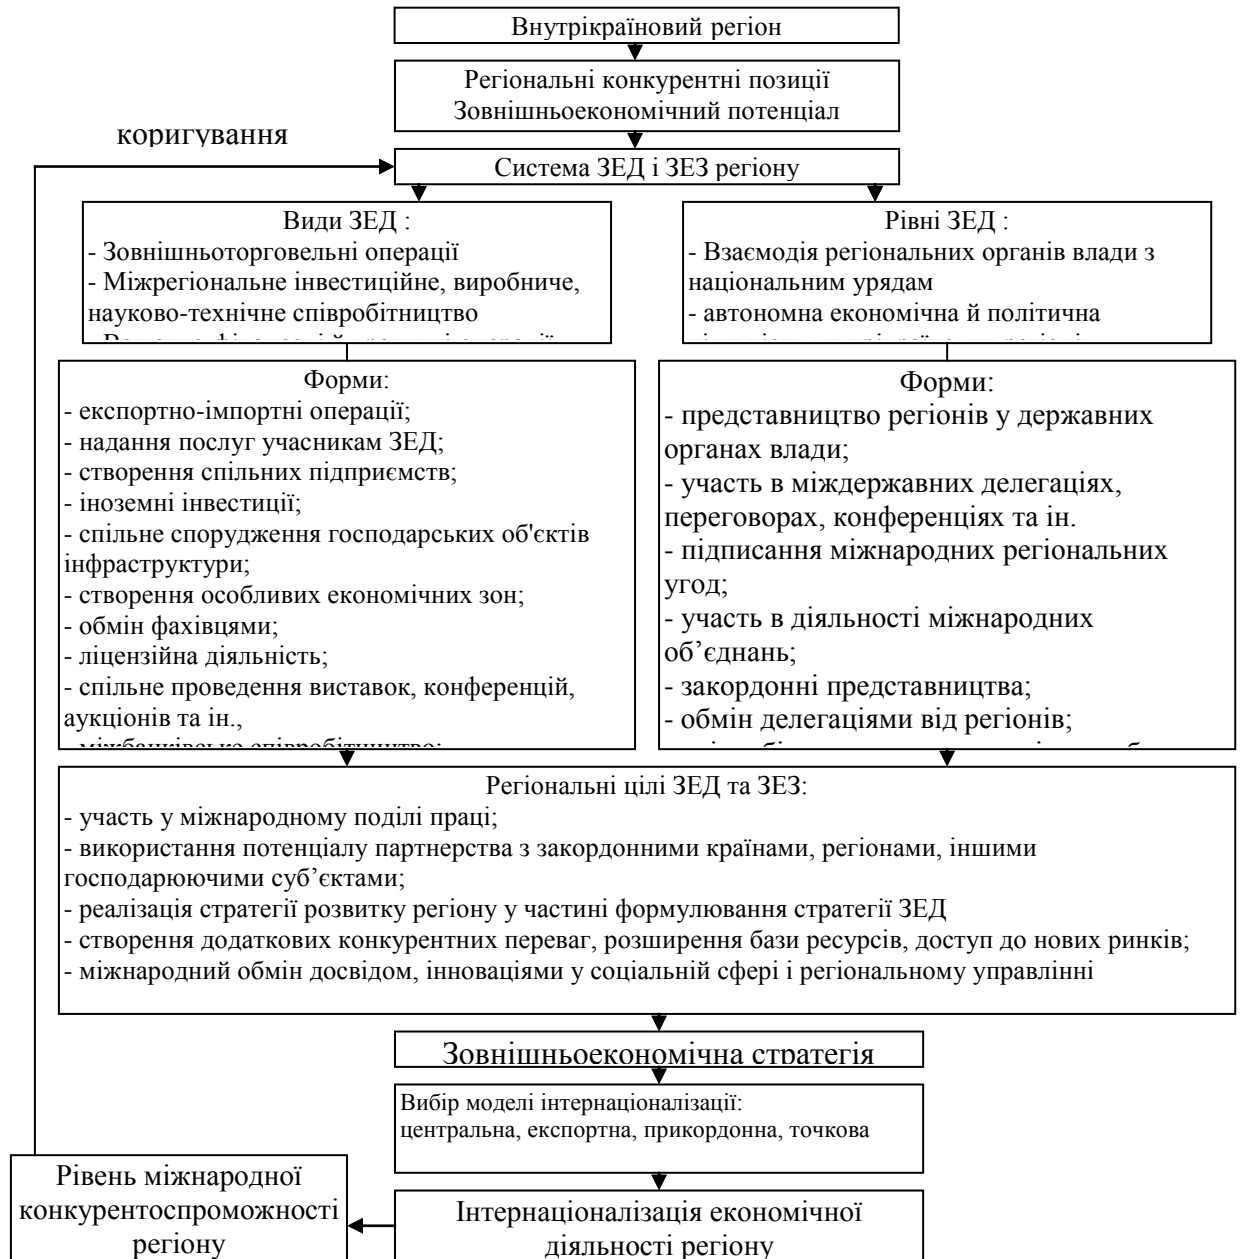 Внутрікраїновий регіон
Регіональні конкурентні позиції
Зовнішньоекономічний потенціал
коригування
Система ЗЕД і ЗЕЗ регіону
Види ЗЕД :
- Зовнішньоторговельні операції
- Міжрегіональне інвестиційне, виробниче,
науково-технічне співробітництво
Рівні ЗЕД :
- Взаємодія регіональних органів влади з
національним урядам
- автономна економічна й політична
Форми:
- експортно-імпортні операції;
- надання послуг учасникам ЗЕД;
- створення спільних підприємств;
- іноземні інвестиції;
- спільне спорудження господарських об'єктів
інфраструктури;
- створення особливих економічних зон;
- обмін фахівцями;
- ліцензійна діяльність;
- спільне проведення виставок, конференцій,
аукціонів та ін.,
- міжбанківське співробітництво;
Форми:
- представництво регіонів у державних
органах влади;
- участь в міждержавних делегаціях,
переговорах, конференціях та ін.
- підписання міжнародних регіональних
угод;
- участь в діяльності міжнародних
об’єднань;
- закордонні представництва;
- обмін делегаціями від регіонів;
Регіональні цілі ЗЕД та ЗЕЗ:
- участь у міжнародному поділі праці;
- використання потенціалу партнерства з закордонними країнами, регіонами, іншими
господарюючими суб’єктами;
- реалізація стратегії розвитку регіону у частині формулювання стратегії ЗЕД
- створення додаткових конкурентних переваг, розширення бази ресурсів, доступ до нових ринків;
- міжнародний обмін досвідом, інноваціями у соціальній сфері і регіональному управлінні
Зовнішньоекономічна стратегія
Вибір моделі інтернаціоналізації:
центральна, експортна, прикордонна, точкова
Рівень міжнародної
конкурентоспроможності
регіону
Інтернаціоналізація економічної
діяльності регіону